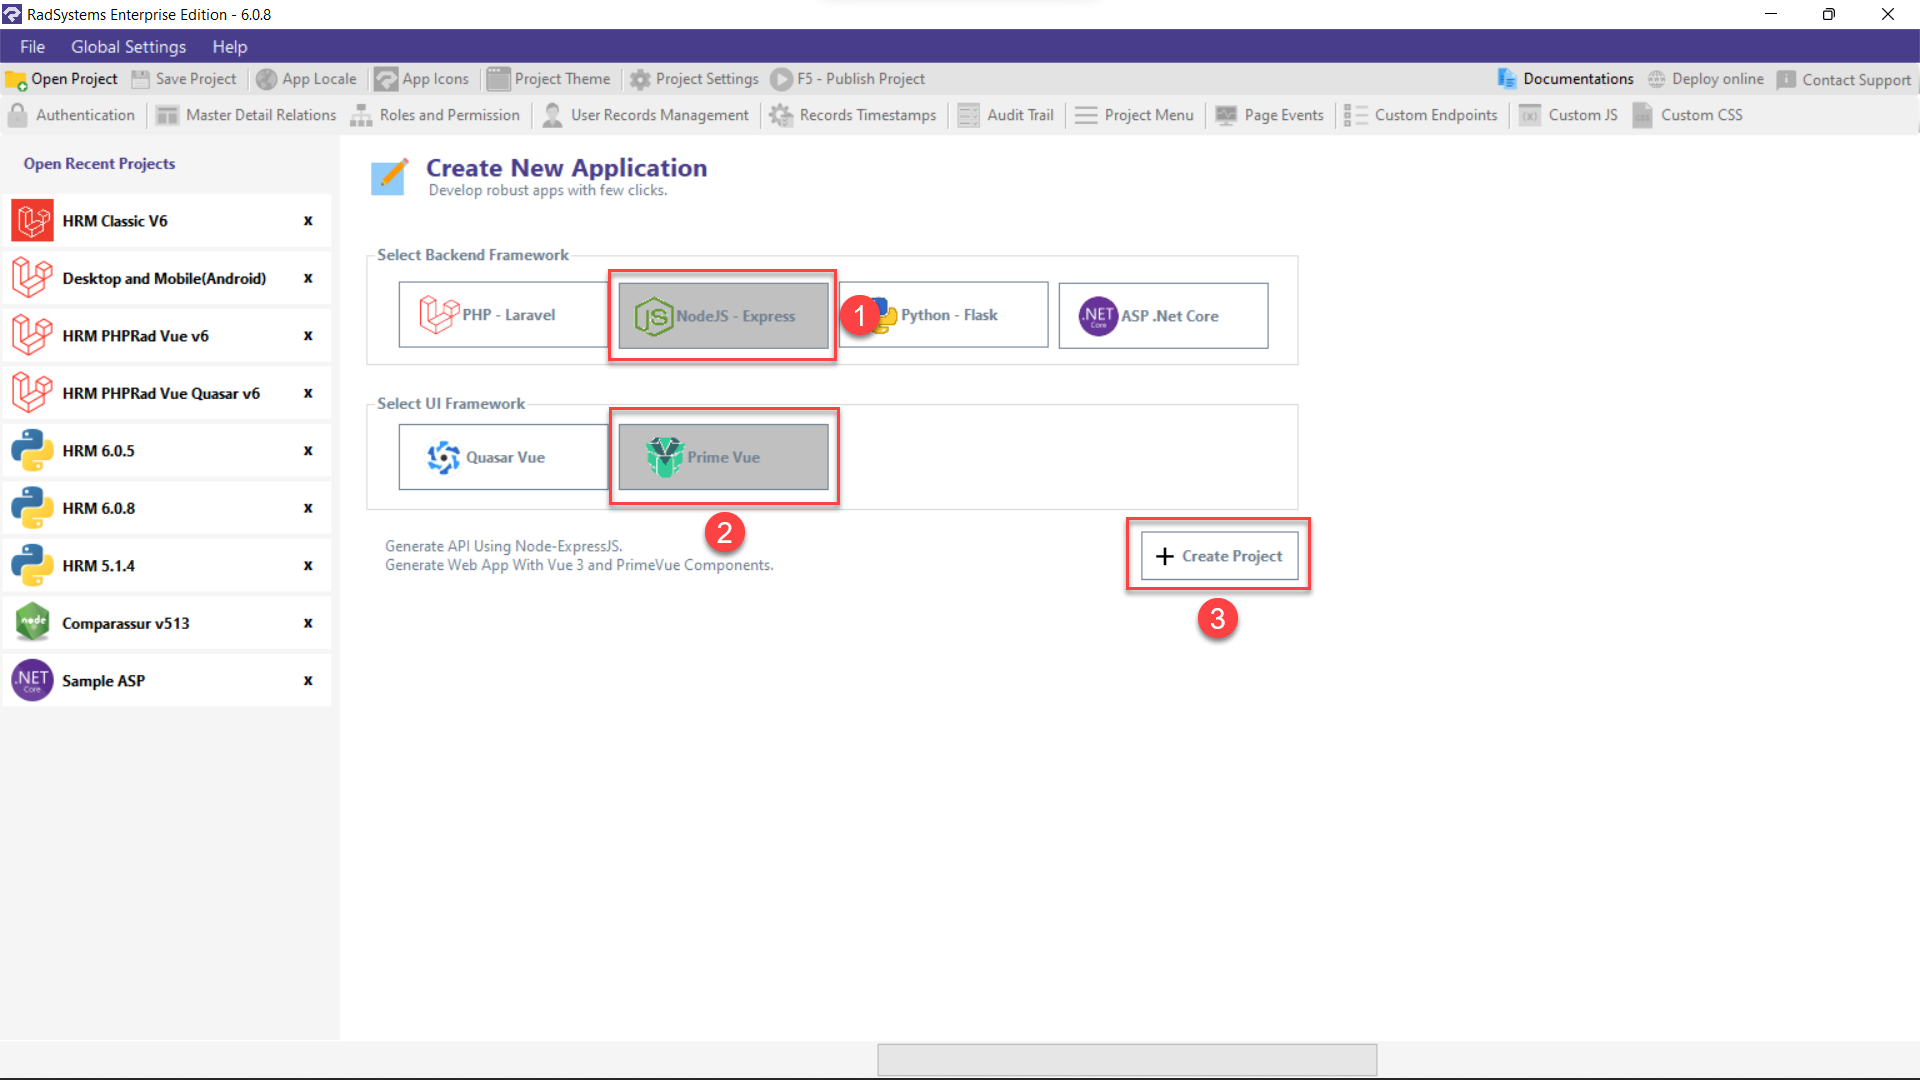 RadSystems Enterprise Edition - 6.0.8
File Global Settings Help
Open Project Save Project App Locale App Icons Project Theme Project Settings F5 - Publish Project Documentations Deploy online Contact Support
Authentication Master Detail Relations Roles and Permission User Records Management Records Timestamps Audit Trail Project Menu Page Events Custom Endpoints (x) Custom JS css Custom CSS
Open Recent Projects
HRM Classic V6 x
Desktop and Mobile(Android) x
HRM PHPRad Vue v6 x
HRM PHPRad Vue Quasar v6 x
HRM 6.0.5 x
HRM 6.0.8 x
HRM 5.1.4 x
node Comparassur v513 x
.NET Core Sample ASP x
Create New Application
Develop robust apps with few clicks.
Select Backend Framework
PHP - Laravel
JS NodeJS - Express
1
Python - Flask
.NET Core ASP .Net Core
Select UI Framework
Quasar Vue
Prime Vue
2
Generate API Using Node-ExpressJS.
Generate Web App With Vue 3 and PrimeVue Components.
+ Create Project
3